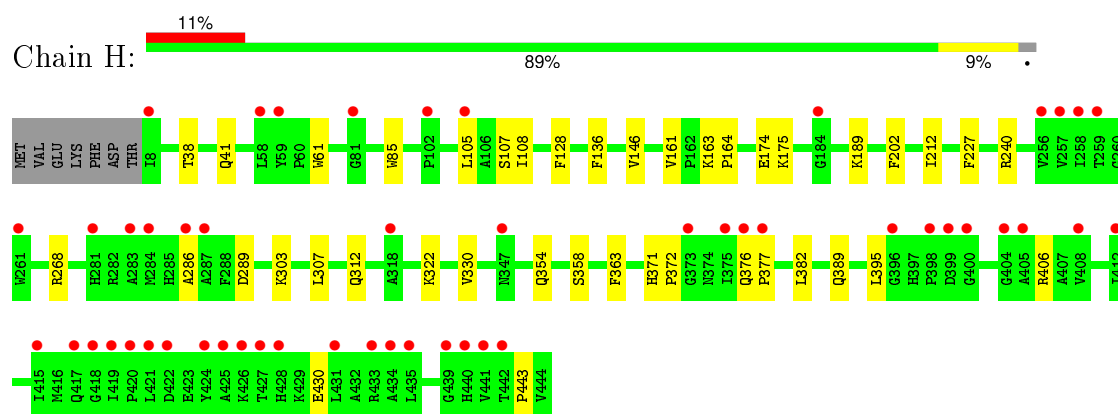 11%
Chain H:
89% 9% •
MET VAL GLU LYS PHE ASP THR I8 T38 Q41 L58 Y59 P60 W61 G81 W85 P102 L105 A106 S107 I108 F128 F136 V146 V161 P162 K163 P164 E174 K175 G184 K189 F202 I212 F227 R240 V256 V257 I258 T259
W261 R268 H281 R282 A283 M284 H285 A286 A287 F288 D289 K303 L307 Q312 A318 K322 V330 N347 Q354 S358 F363 H371 P372 G373 N374 I375 Q376 P377 L382 Q389 L395 G396 H397 P398 D399 G400 G404 A405 R406 A407 V408
I415 M416 Q417 G418 I419 P420 L421 D422 E423 Y424 A425 K426 T427 H428 K429 E430 L431 A432 R433 A434 L435 G439 H440 V441 T442 P443 V444